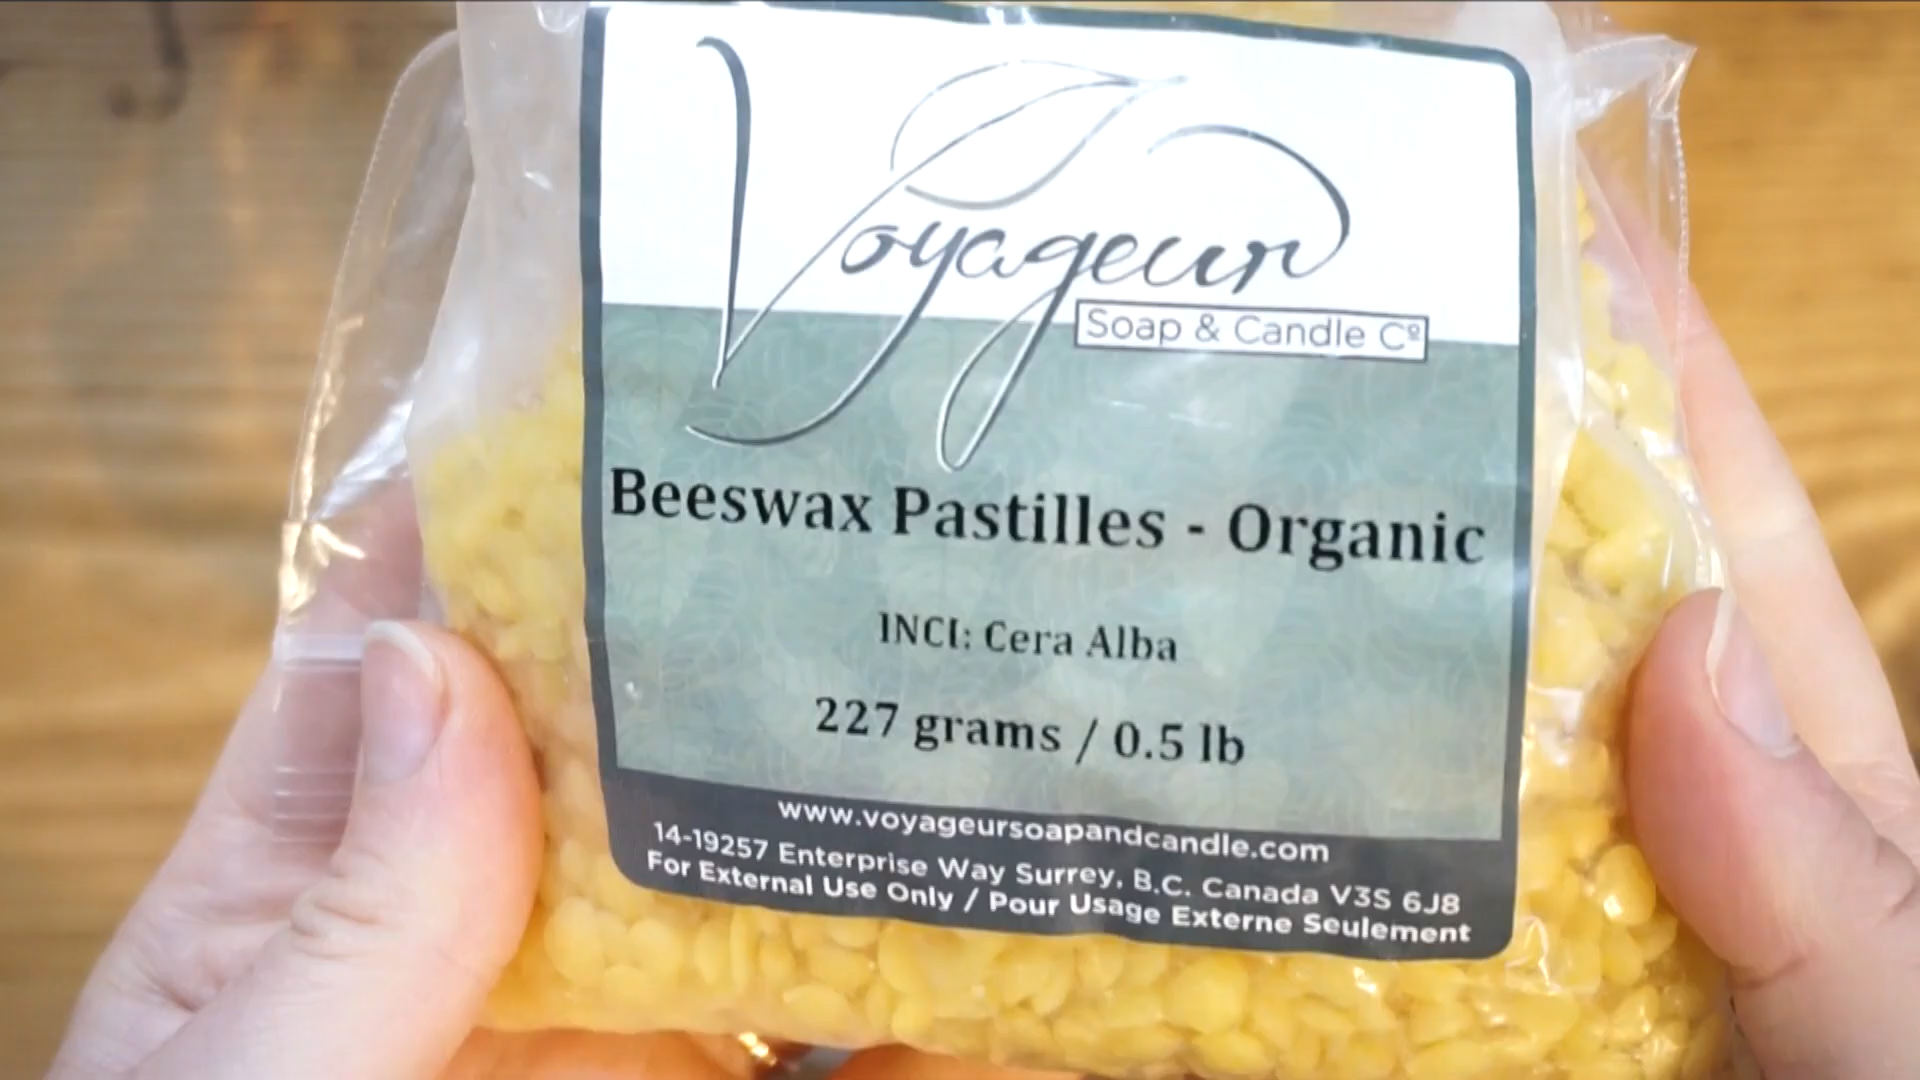 Voyageur
Soap & Candle Cº
Beeswax Pastilles - Organic
INCI: Cera Alba
227 grams / 0.5 lb
www.voyageursoapandcandle.com
14-19257 Enterprise Way Surrey, B.C. Canada V3S 6J8
For External Use Only / Pour Usage Externe Seulement